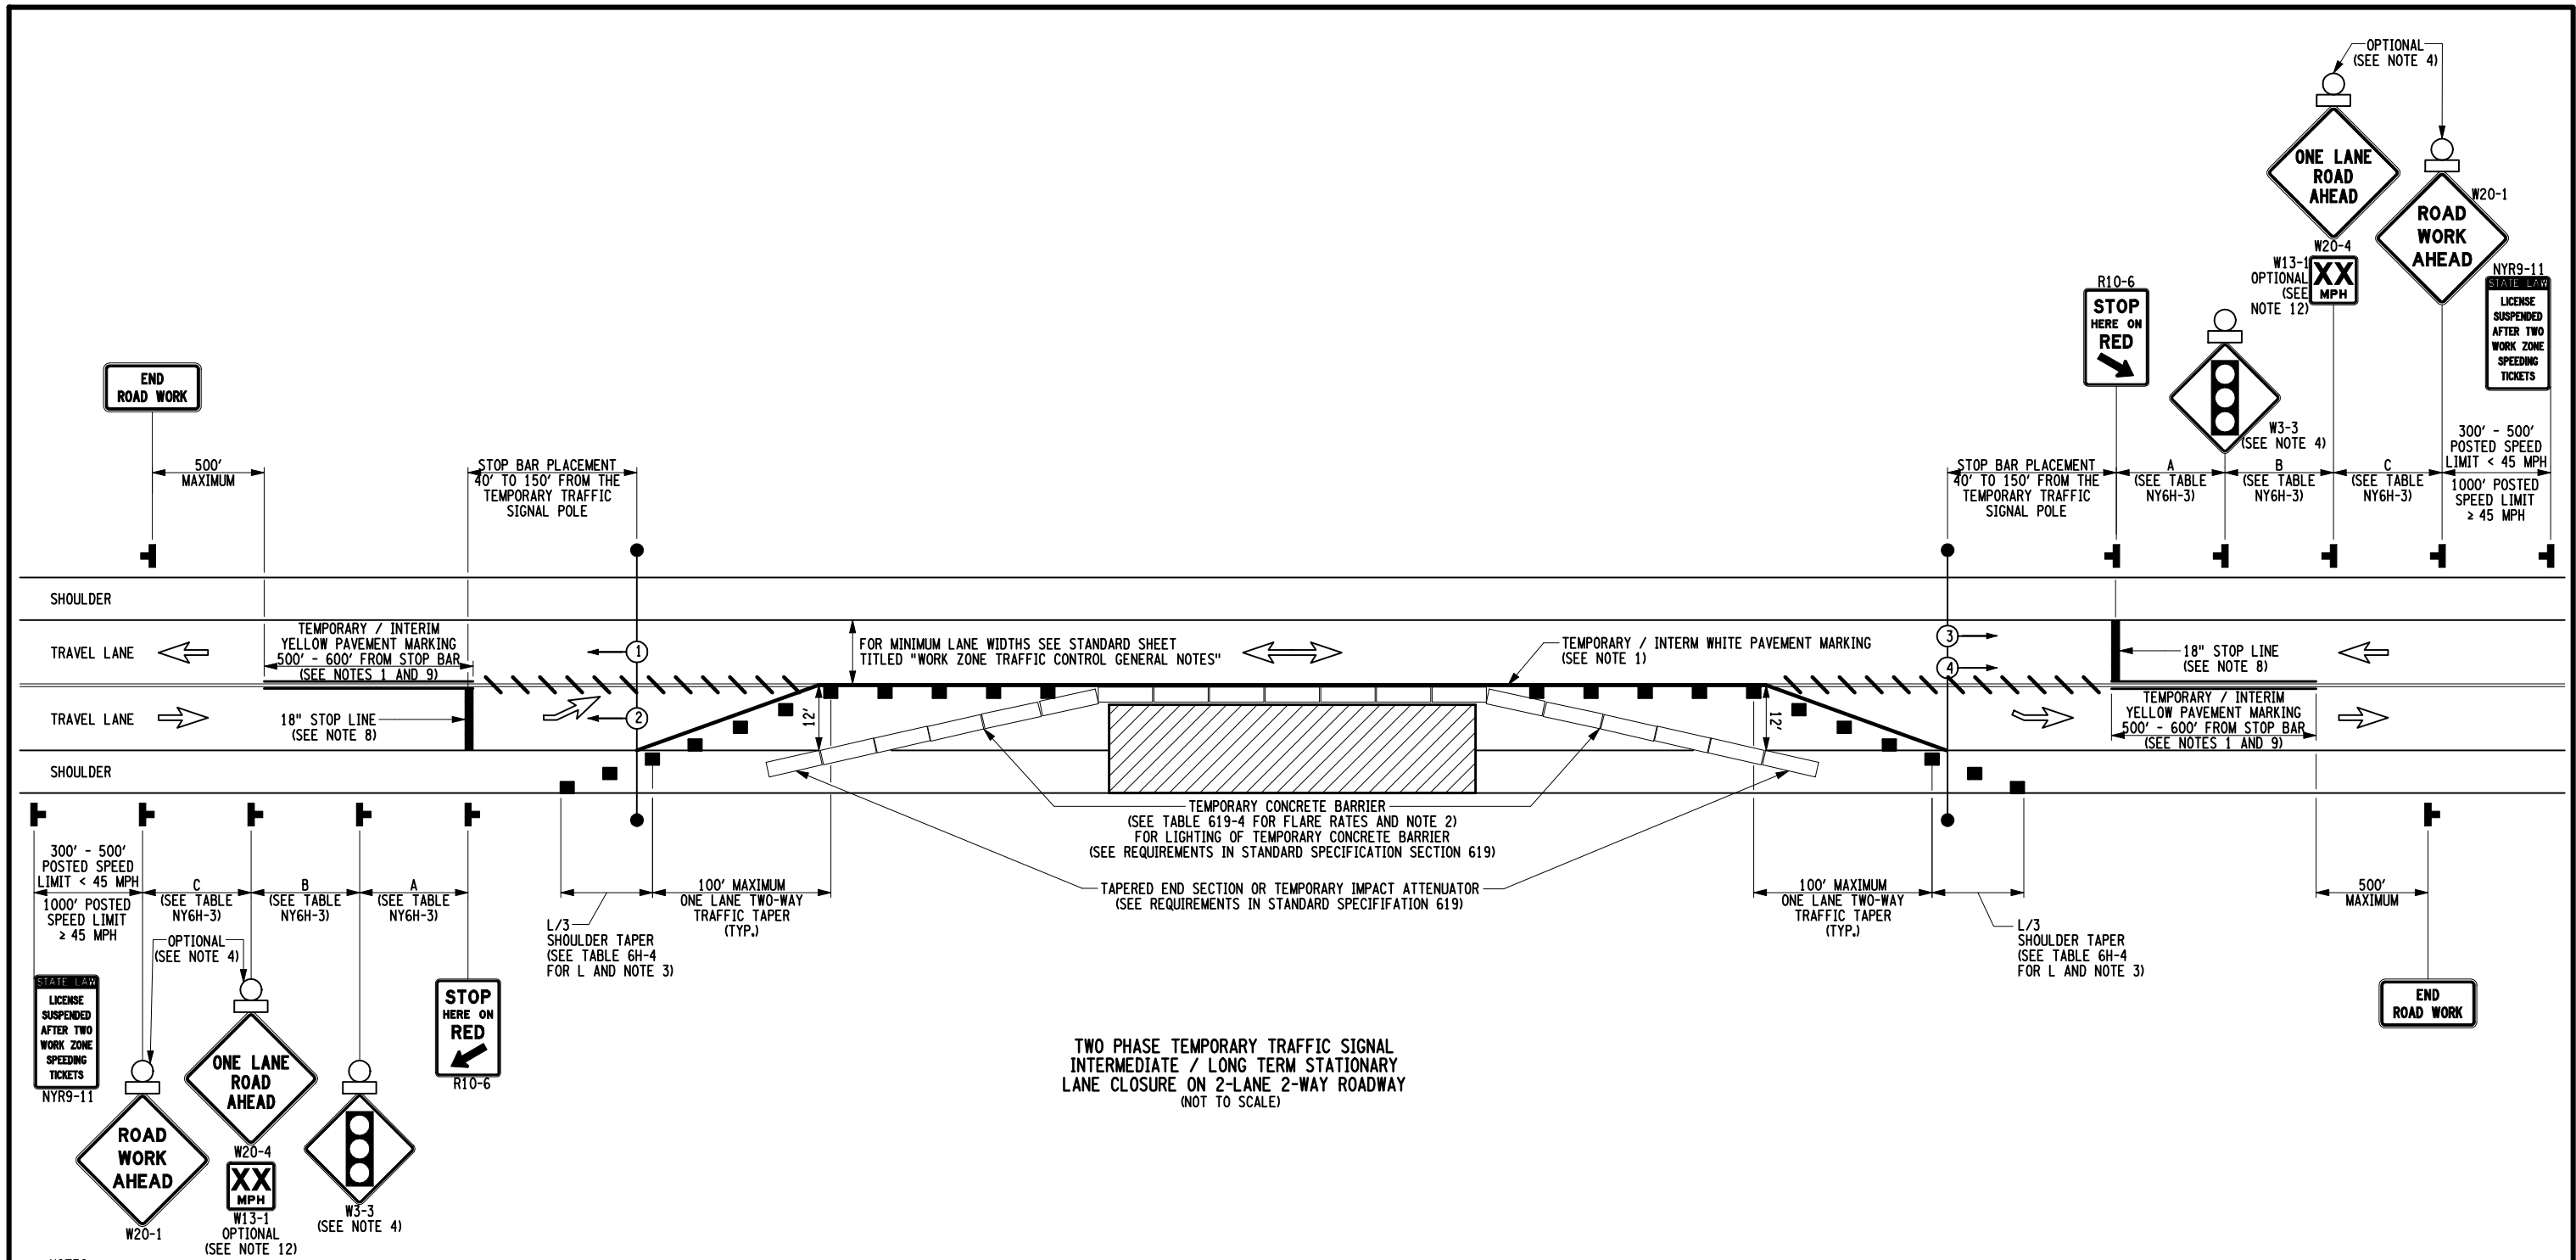 OPTIONAL
(SEE NOTE 4)
ONE LANE
ROAD
AHEAD
W20-4
W13-1
OPTIONAL
(SEE
NOTE 12)
XX
MPH
W20-1
ROAD
WORK
AHEAD
NYR9-11
STATE LAW
LICENSE
SUSPENDED
AFTER TWO
WORK ZONE
SPEEDING
TICKETS
R10-6
STOP
HERE ON
RED
W3-3
(SEE NOTE 4)
END
ROAD WORK
500'
MAXIMUM
STOP BAR PLACEMENT
40' TO 150' FROM THE
TEMPORARY TRAFFIC
SIGNAL POLE
STOP BAR PLACEMENT
40' TO 150' FROM THE
TEMPORARY TRAFFIC
SIGNAL POLE
A
(SEE TABLE
NY6H-3)
B
(SEE TABLE
NY6H-3)
C
(SEE TABLE
NY6H-3)
300' - 500'
POSTED SPEED
LIMIT < 45 MPH
1000' POSTED
SPEED LIMIT
≥ 45 MPH
SHOULDER
TRAVEL LANE
TEMPORARY / INTERIM
YELLOW PAVEMENT MARKING
500' - 600' FROM STOP BAR
(SEE NOTES 1 AND 9)
1
FOR MINIMUM LANE WIDTHS SEE STANDARD SHEET
TITLED "WORK ZONE TRAFFIC CONTROL GENERAL NOTES"
TEMPORARY / INTERM WHITE PAVEMENT MARKING
(SEE NOTE 1)
3
4
18" STOP LINE
(SEE NOTE 8)
TRAVEL LANE
18" STOP LINE
(SEE NOTE 8)
2
12'
12'
TEMPORARY / INTERIM
YELLOW PAVEMENT MARKING
500' - 600' FROM STOP BAR
(SEE NOTES 1 AND 9)
SHOULDER
TEMPORARY CONCRETE BARRIER
(SEE TABLE 619-4 FOR FLARE RATES AND NOTE 2)
FOR LIGHTING OF TEMPORARY CONCRETE BARRIER
(SEE REQUIREMENTS IN STANDARD SPECIFICATION SECTION 619)
TAPERED END SECTION OR TEMPORARY IMPACT ATTENUATOR
(SEE REQUIREMENTS IN STANDARD SPECIFIFATION 619)
300' - 500'
POSTED SPEED
LIMIT < 45 MPH
1000' POSTED
SPEED LIMIT
≥ 45 MPH
C
(SEE TABLE
NY6H-3)
B
(SEE TABLE
NY6H-3)
A
(SEE TABLE
NY6H-3)
100' MAXIMUM
ONE LANE TWO-WAY
TRAFFIC TAPER
(TYP.)
L/3
SHOULDER TAPER
(SEE TABLE 6H-4
FOR L AND NOTE 3)
100' MAXIMUM
ONE LANE TWO-WAY
TRAFFIC TAPER
(TYP.)
L/3
SHOULDER TAPER
(SEE TABLE 6H-4
FOR L AND NOTE 3)
500'
MAXIMUM
END
ROAD WORK
OPTIONAL
(SEE NOTE 4)
STATE LAW
LICENSE
SUSPENDED
AFTER TWO
WORK ZONE
SPEEDING
TICKETS
NYR9-11
ROAD
WORK
AHEAD
W20-1
ONE LANE
ROAD
AHEAD
W20-4
XX
MPH
W13-1
OPTIONAL
(SEE NOTE 12)
W3-3
(SEE NOTE 4)
STOP
HERE ON
RED
R10-6
TWO PHASE TEMPORARY TRAFFIC SIGNAL
INTERMEDIATE / LONG TERM STATIONARY
LANE CLOSURE ON 2-LANE 2-WAY ROADWAY
(NOT TO SCALE)